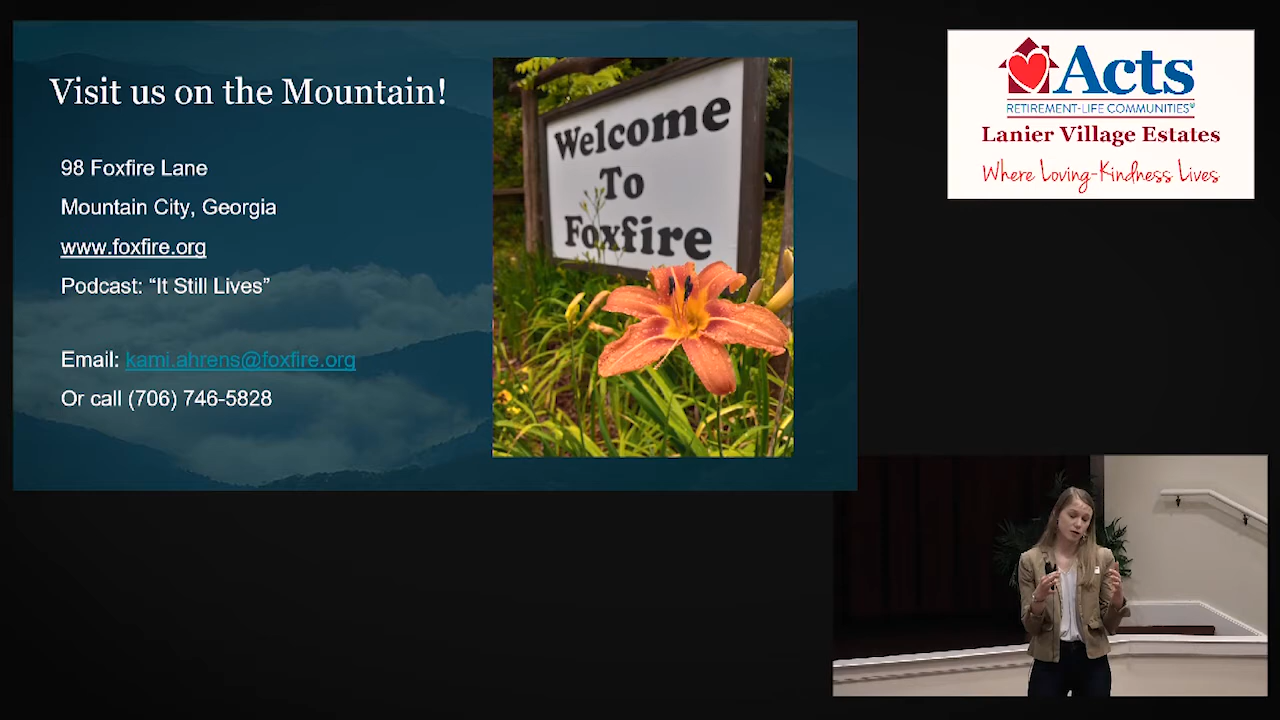 Visit us on the Mountain!
98 Foxfire Lane
Mountain City, Georgia
www.foxfire.org
Podcast: “It Still Lives”
Email: kami.ahrens@foxfire.org
Or call (706) 746-5828
Welcome
To
Foxfire
Acts
RETIREMENT-LIFE COMMUNITIES®
Lanier Village Estates
Where Loving-Kindness Lives